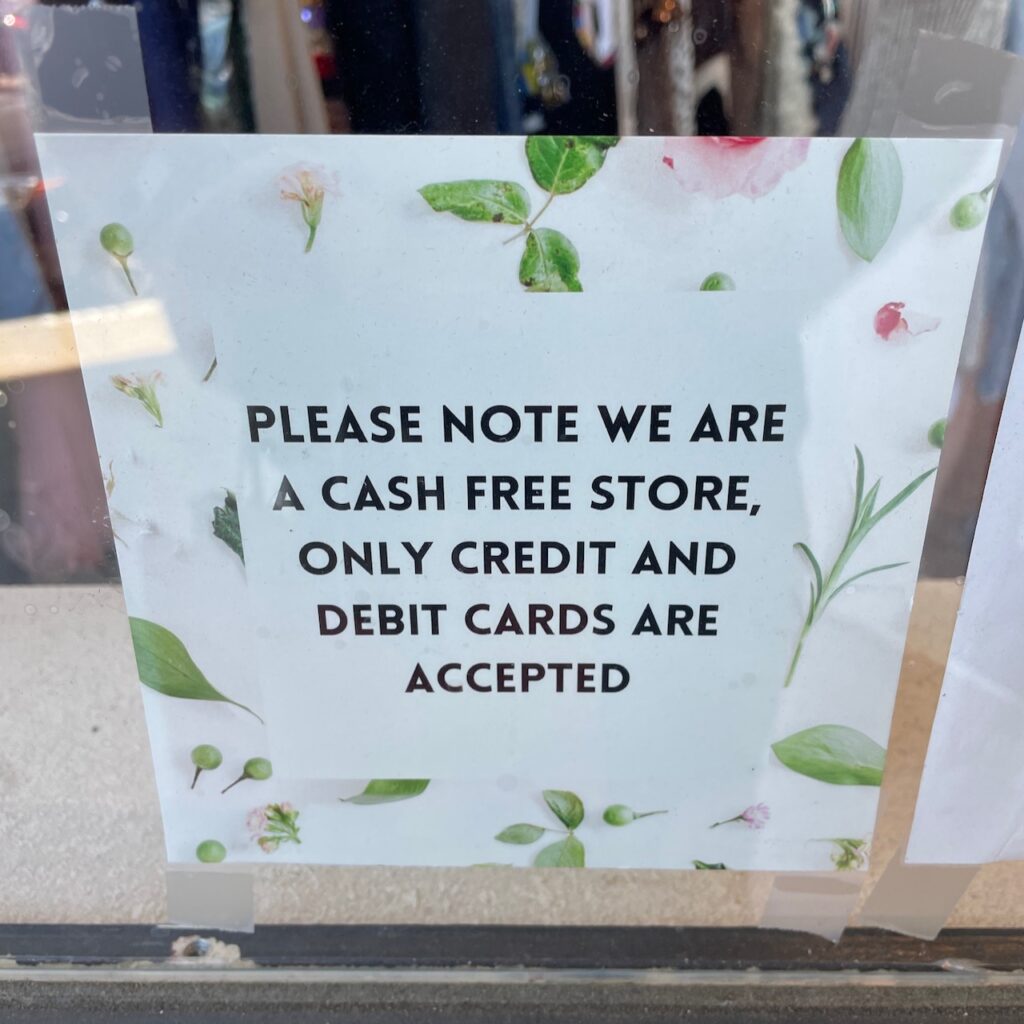 PLEASE NOTE WE ARE
A CASH FREE STORE,
ONLY CREDIT AND
DEBIT CARDS ARE
ACCEPTED